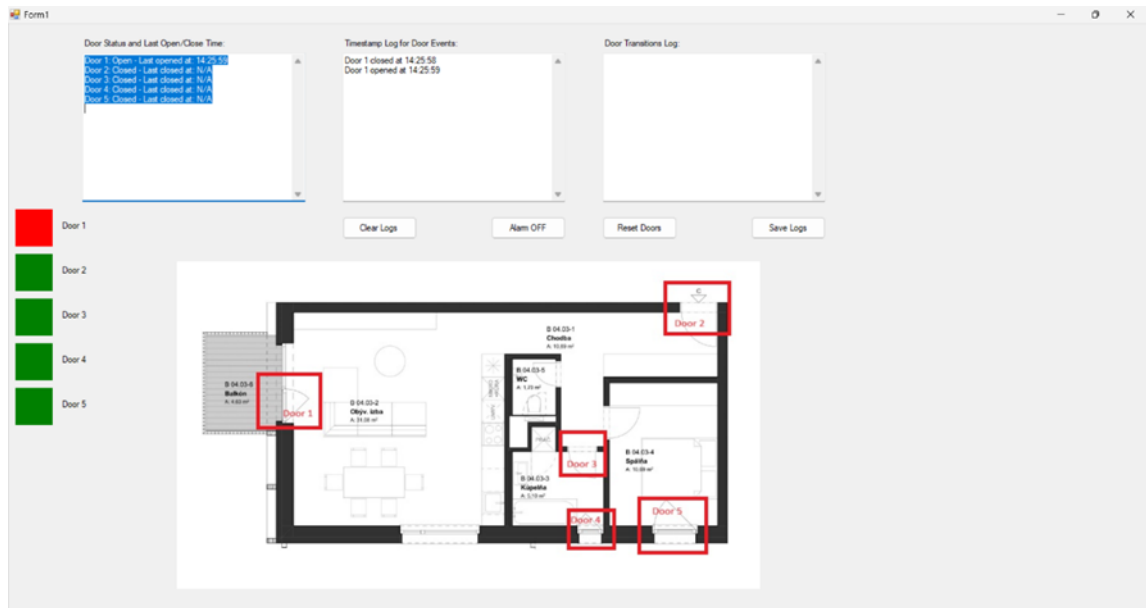 Form1
Door Status and Last Open/Close Time:
Door 1: Open - Last opened at: 14:25:59
Door 2: Closed - Last closed at: N/A
Door 3: Closed - Last closed at: N/A
Door 4: Closed - Last closed at: N/A
Door 5: Closed - Last closed at: N/A
Timestamp Log for Door Events:
Door 1 closed at 14:25:58
Door 1 opened at 14:25:59
Door Transitions Log:
Clear Logs
Alarm OFF
Reset Doors
Save Logs
Door 1
Door 2
Door 3
Door 4
Door 5
C
Door 2
B 04.03-1
Chodba
B 04.03-5
WC
B 04.03-6
Balkón
Door 1
B 04.03-2
Obýv. izba
Door 3
B 04.03-4
Spálňa
B 04.03-3
Kúpeľňa
Door 4
Door 5